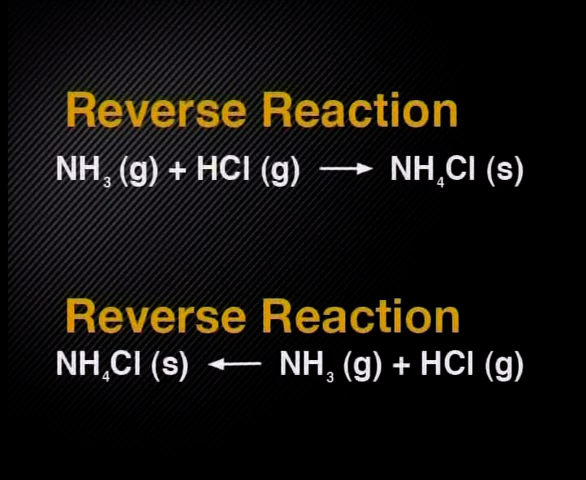 Reverse Reaction
NH₃ (g) + HCl (g) ⟶ NH₄Cl (s)
Reverse Reaction
NH₄Cl (s) ⟵ NH₃ (g) + HCl (g)